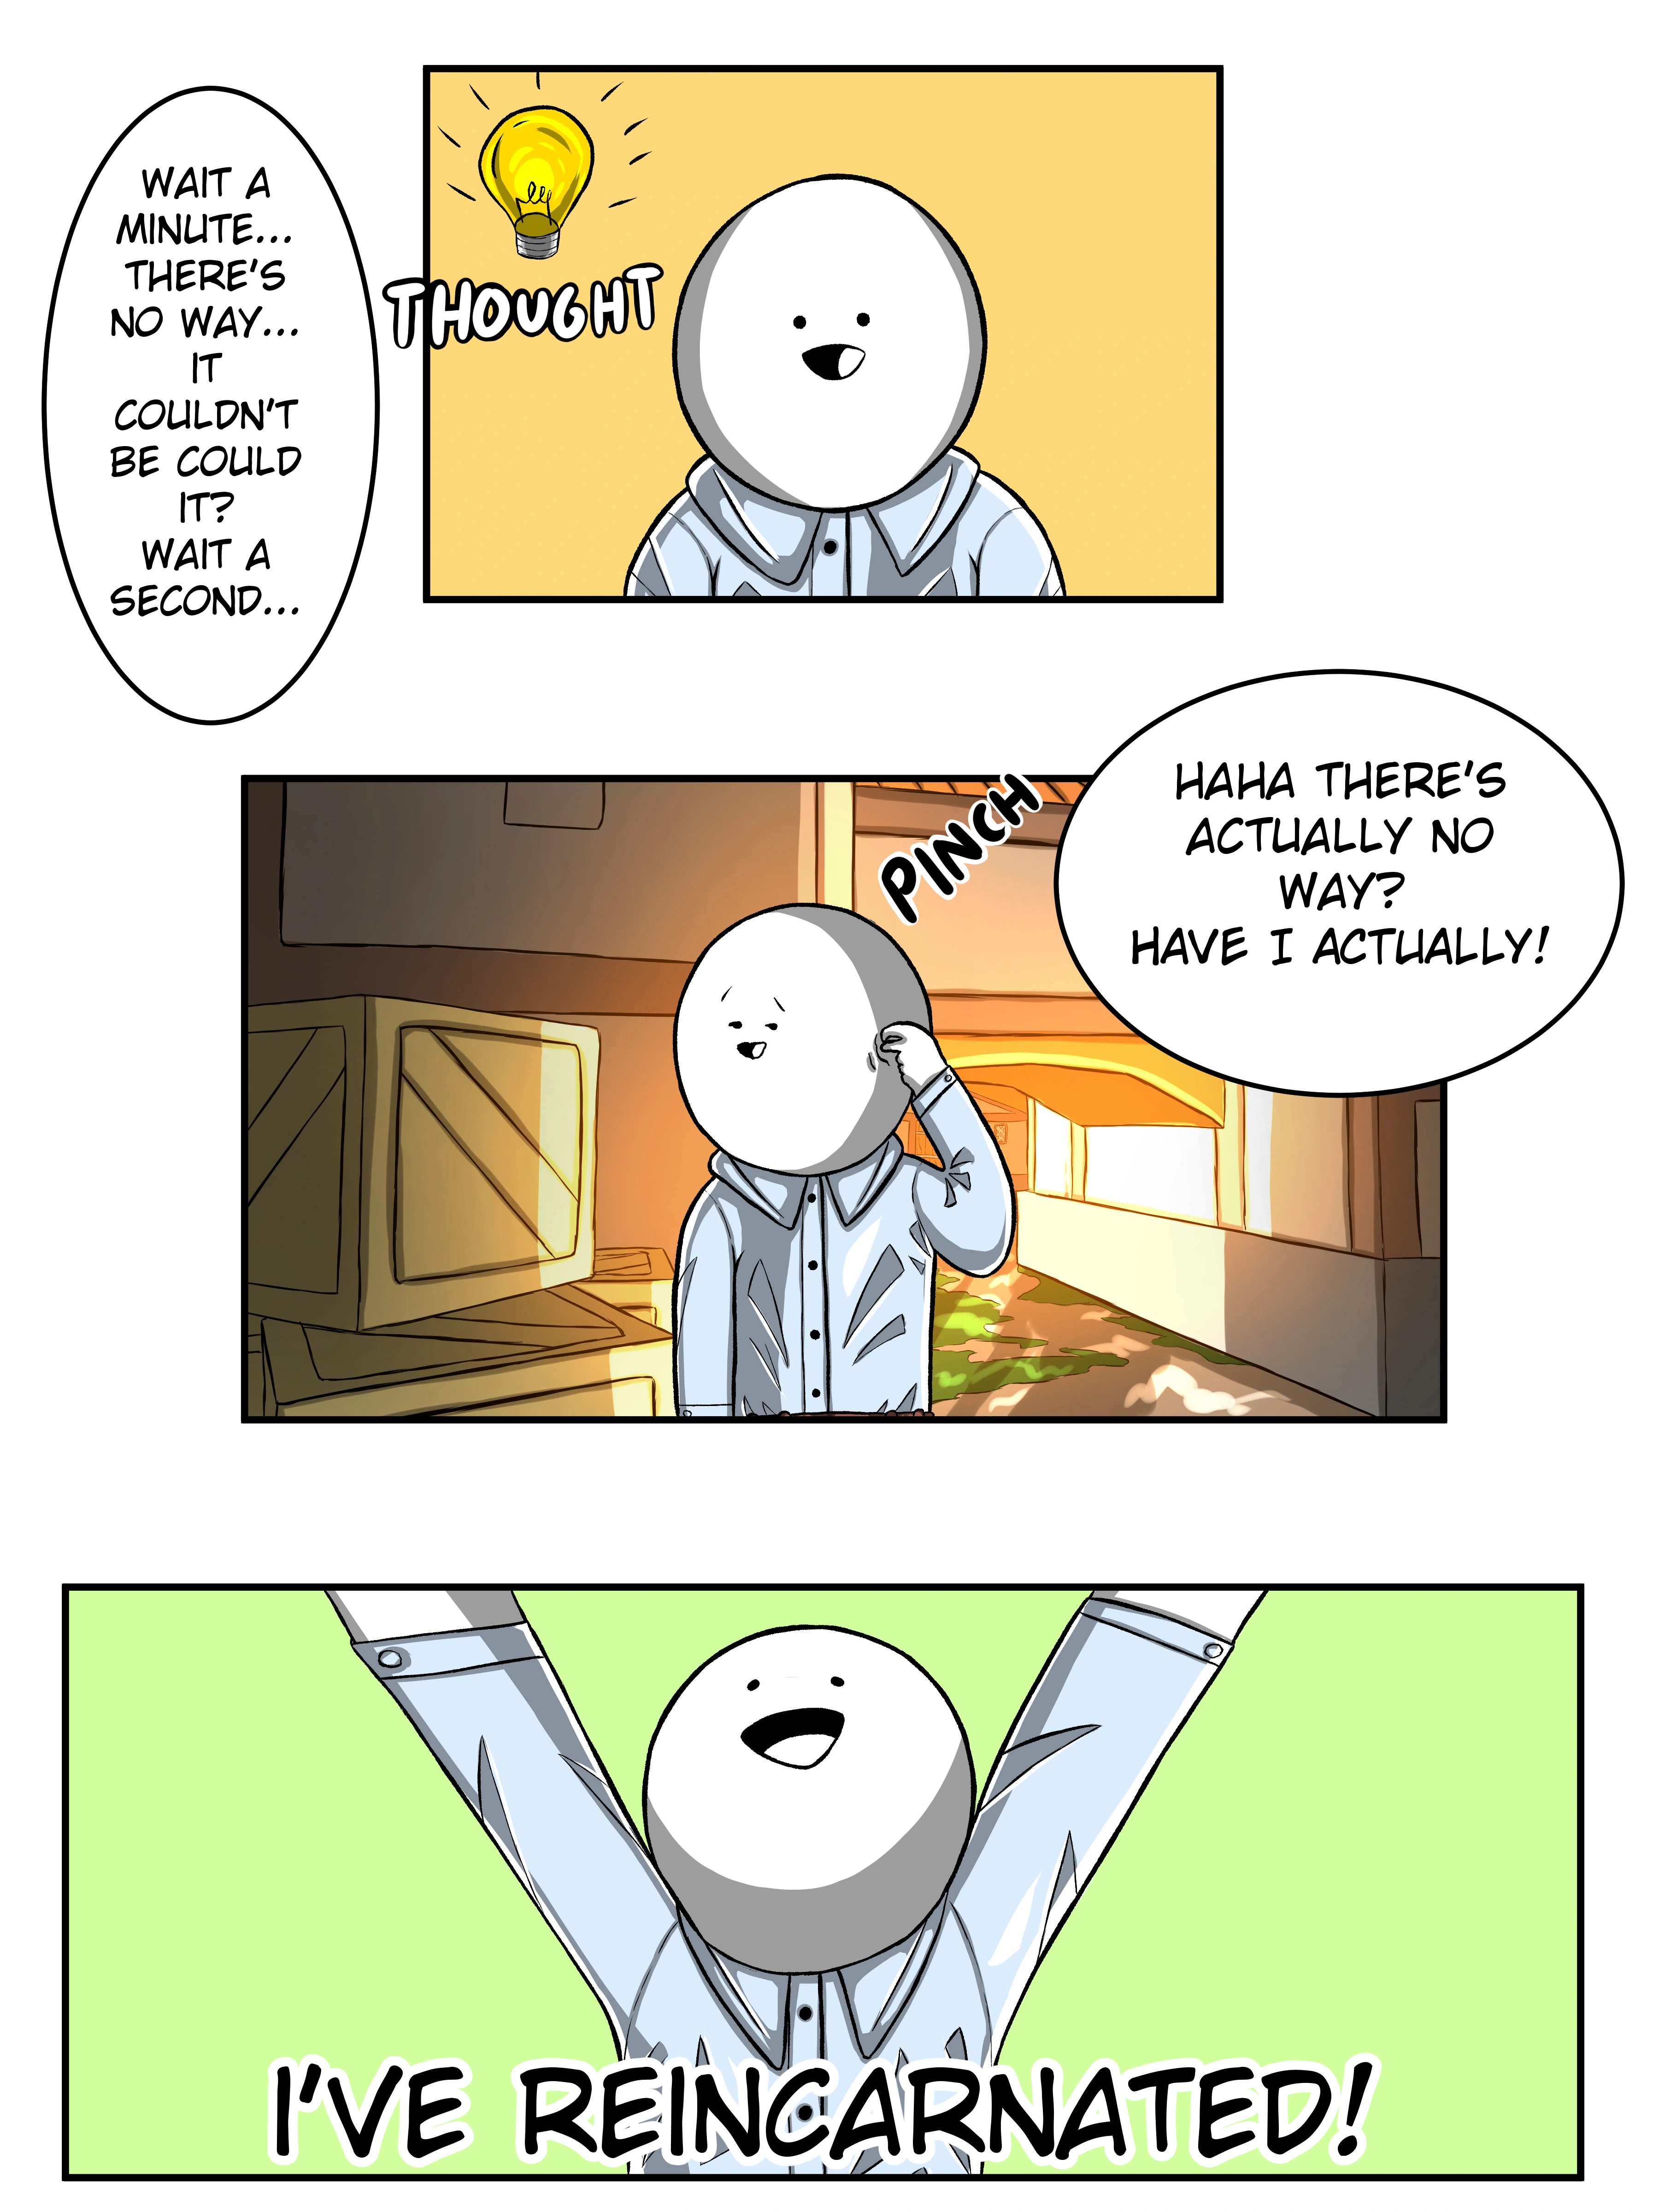 WAIT A
MINUTE...
THERE'S
NO WAY...
IT
COULDN'T
BE COULD
IT?
WAIT A
SECOND...
THOUGHT
PINCH
HAHA THERE'S
ACTUALLY NO
WAY?
HAVE I ACTUALLY!
I'VE REINCARNATED!